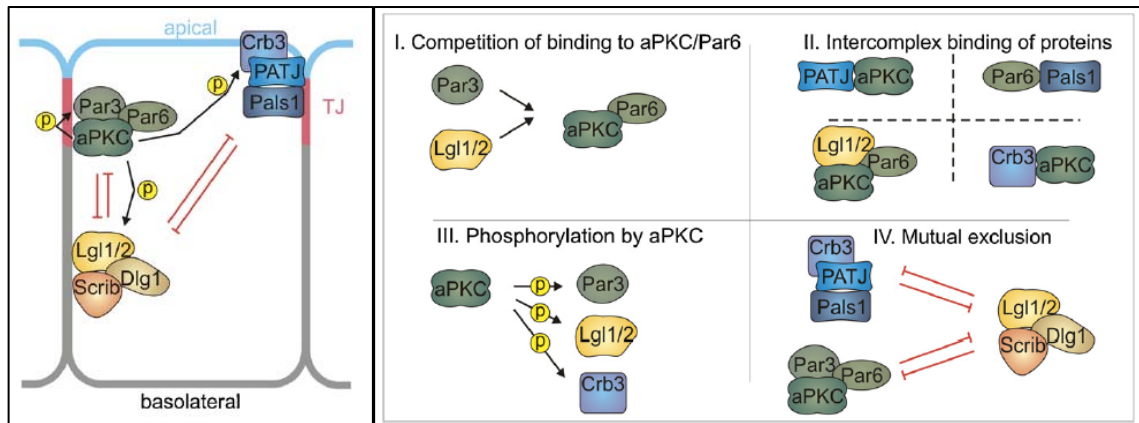 apical
Crb3
PATJ
Pals1
TJ
p
p
p
Par3
Par6
aPKC
Lgl1/2
Dlg1
Scrib
basolateral
I. Competition of binding to aPKC/Par6
Par3
Lgl1/2
Par6
aPKC
II. Intercomplex binding of proteins
PATJ aPKC
Par6 Pals1
Lgl1/2
Par6
aPKC
Crb3 aPKC
III. Phosphorylation by aPKC
aPKC
p
p
p
Par3
Lgl1/2
Crb3
IV. Mutual exclusion
Crb3
PATJ
Pals1
Par3
Par6
aPKC
Lgl1/2
Dlg1
Scrib